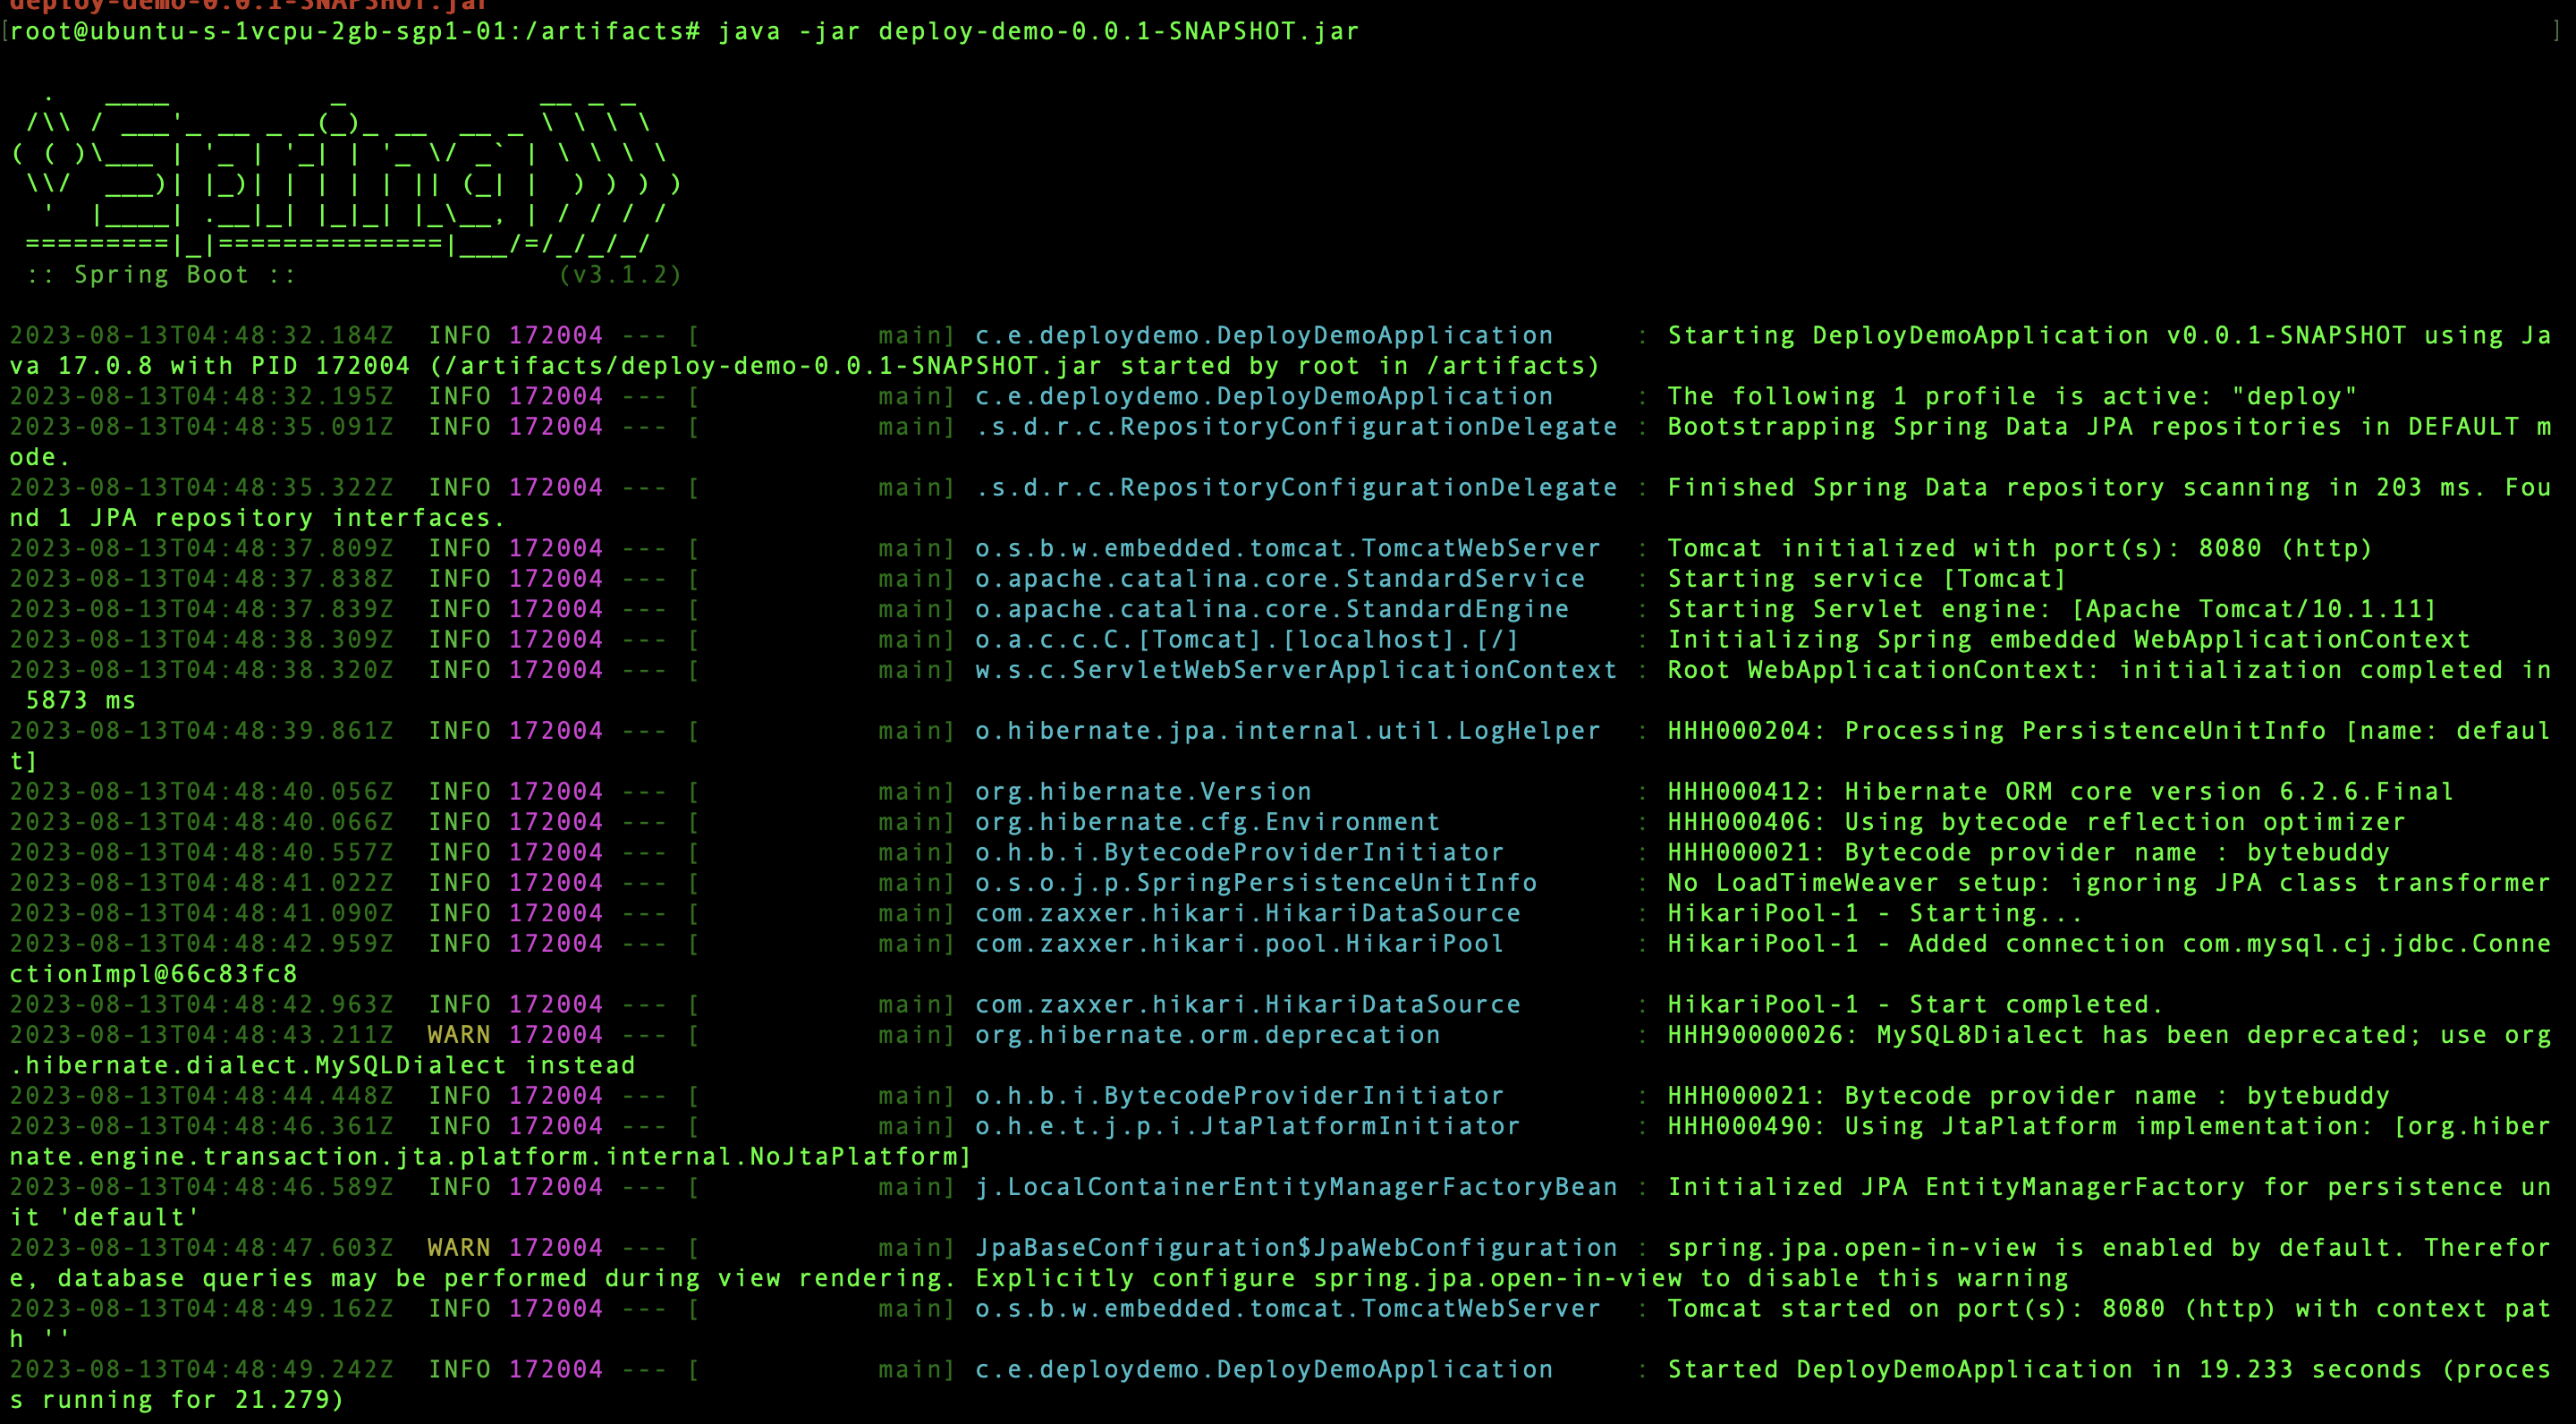 deploy-demo-0.0.1-SNAPSHOT.jar
[root@ubuntu-s-1vcpu-2gb-sgp1-01:/artifacts# java -jar deploy-demo-0.0.1-SNAPSHOT.jar ]
  .   ____          _            __ _ _
 /\\ / ___'_ __ _ _(_)_ __  __ _ \ \ \ \
( ( )\___ | '_ | '_| | '_ \/ _` | \ \ \ \
 \\/  ___)| |_)| | | | | || (_| |  ) ) ) )
  '  |____| .__|_| |_|_| |_\__, | / / / /
 =========|_|==============|___/=/_/_/_/
 :: Spring Boot ::                (v3.1.2)
2023-08-13T04:48:32.184Z  INFO 172004 --- [           main] c.e.deploydemo.DeployDemoApplication     : Starting DeployDemoApplication v0.0.1-SNAPSHOT using Ja
va 17.0.8 with PID 172004 (/artifacts/deploy-demo-0.0.1-SNAPSHOT.jar started by root in /artifacts)
2023-08-13T04:48:32.195Z  INFO 172004 --- [           main] c.e.deploydemo.DeployDemoApplication     : The following 1 profile is active: "deploy"
2023-08-13T04:48:35.091Z  INFO 172004 --- [           main] .s.d.r.c.RepositoryConfigurationDelegate : Bootstrapping Spring Data JPA repositories in DEFAULT m
ode.
2023-08-13T04:48:35.322Z  INFO 172004 --- [           main] .s.d.r.c.RepositoryConfigurationDelegate : Finished Spring Data repository scanning in 203 ms. Fou
nd 1 JPA repository interfaces.
2023-08-13T04:48:37.809Z  INFO 172004 --- [           main] o.s.b.w.embedded.tomcat.TomcatWebServer  : Tomcat initialized with port(s): 8080 (http)
2023-08-13T04:48:37.838Z  INFO 172004 --- [           main] o.apache.catalina.core.StandardService   : Starting service [Tomcat]
2023-08-13T04:48:37.839Z  INFO 172004 --- [           main] o.apache.catalina.core.StandardEngine    : Starting Servlet engine: [Apache Tomcat/10.1.11]
2023-08-13T04:48:38.309Z  INFO 172004 --- [           main] o.a.c.c.C.[Tomcat].[localhost].[/]       : Initializing Spring embedded WebApplicationContext
2023-08-13T04:48:38.320Z  INFO 172004 --- [           main] w.s.c.ServletWebServerApplicationContext : Root WebApplicationContext: initialization completed in
 5873 ms
2023-08-13T04:48:39.861Z  INFO 172004 --- [           main] o.hibernate.jpa.internal.util.LogHelper  : HHH000204: Processing PersistenceUnitInfo [name: defaul
t]
2023-08-13T04:48:40.056Z  INFO 172004 --- [           main] org.hibernate.Version                    : HHH000412: Hibernate ORM core version 6.2.6.Final
2023-08-13T04:48:40.066Z  INFO 172004 --- [           main] org.hibernate.cfg.Environment            : HHH000406: Using bytecode reflection optimizer
2023-08-13T04:48:40.557Z  INFO 172004 --- [           main] o.h.b.i.BytecodeProviderInitiator        : HHH000021: Bytecode provider name : bytebuddy
2023-08-13T04:48:41.022Z  INFO 172004 --- [           main] o.s.o.j.p.SpringPersistenceUnitInfo      : No LoadTimeWeaver setup: ignoring JPA class transformer
2023-08-13T04:48:41.090Z  INFO 172004 --- [           main] com.zaxxer.hikari.HikariDataSource       : HikariPool-1 - Starting...
2023-08-13T04:48:42.959Z  INFO 172004 --- [           main] com.zaxxer.hikari.pool.HikariPool        : HikariPool-1 - Added connection com.mysql.cj.jdbc.Conne
ctionImpl@66c83fc8
2023-08-13T04:48:42.963Z  INFO 172004 --- [           main] com.zaxxer.hikari.HikariDataSource       : HikariPool-1 - Start completed.
2023-08-13T04:48:43.211Z  WARN 172004 --- [           main] org.hibernate.orm.deprecation            : HHH90000026: MySQL8Dialect has been deprecated; use org
.hibernate.dialect.MySQLDialect instead
2023-08-13T04:48:44.448Z  INFO 172004 --- [           main] o.h.b.i.BytecodeProviderInitiator        : HHH000021: Bytecode provider name : bytebuddy
2023-08-13T04:48:46.361Z  INFO 172004 --- [           main] o.h.e.t.j.p.i.JtaPlatformInitiator       : HHH000490: Using JtaPlatform implementation: [org.hiber
nate.engine.transaction.jta.platform.internal.NoJtaPlatform]
2023-08-13T04:48:46.589Z  INFO 172004 --- [           main] j.LocalContainerEntityManagerFactoryBean : Initialized JPA EntityManagerFactory for persistence un
it 'default'
2023-08-13T04:48:47.603Z  WARN 172004 --- [           main] JpaBaseConfiguration$JpaWebConfiguration : spring.jpa.open-in-view is enabled by default. Therefor
e, database queries may be performed during view rendering. Explicitly configure spring.jpa.open-in-view to disable this warning
2023-08-13T04:48:49.162Z  INFO 172004 --- [           main] o.s.b.w.embedded.tomcat.TomcatWebServer  : Tomcat started on port(s): 8080 (http) with context pat
h ''
2023-08-13T04:48:49.242Z  INFO 172004 --- [           main] c.e.deploydemo.DeployDemoApplication     : Started DeployDemoApplication in 19.233 seconds (proces
s running for 21.279)